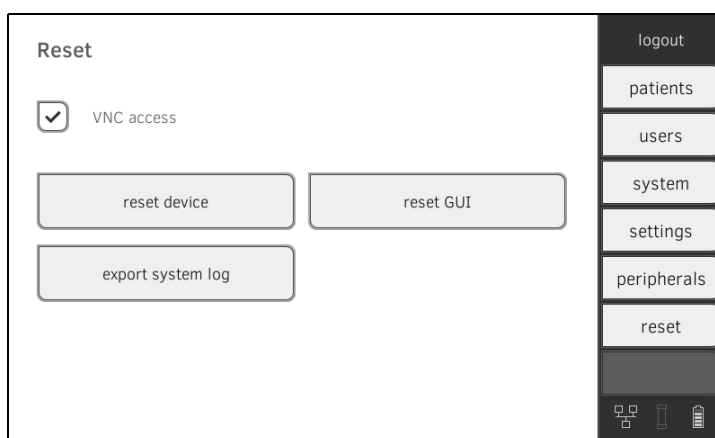 Reset
VNC access
reset device
reset GUI
export system log
logout
patients
users
system
settings
peripherals
reset